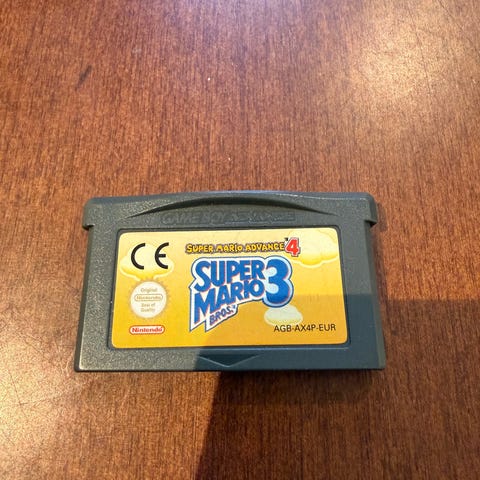 GAME BOY ADVANCE
CE
SUPER MARIO ADVANCE 4
SUPER
MARIO 3
BROS.
Original
Nintendo
Seal of
Quality
Nintendo
AGB-AX4P-EUR